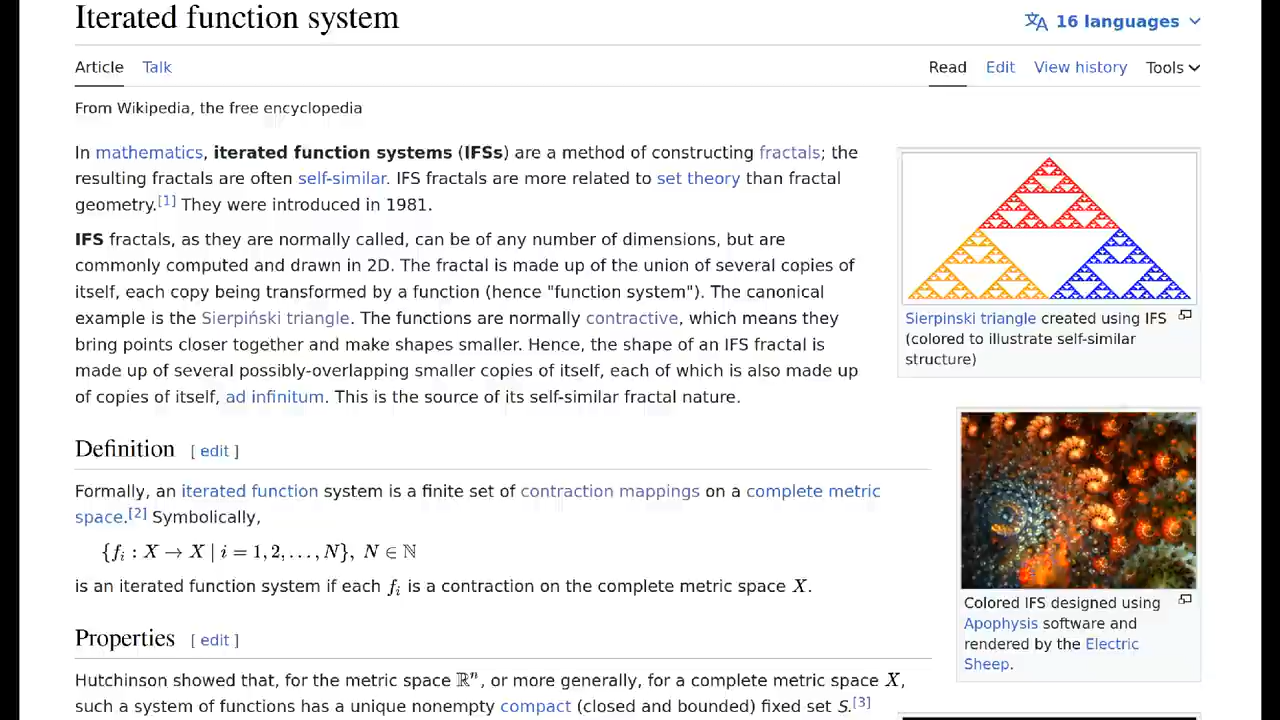 Iterated function system
16 languages
Article Talk
Read Edit View history Tools
From Wikipedia, the free encyclopedia
In mathematics, iterated function systems (IFSs) are a method of constructing fractals; the
resulting fractals are often self-similar. IFS fractals are more related to set theory than fractal
geometry.[1] They were introduced in 1981.
IFS fractals, as they are normally called, can be of any number of dimensions, but are
commonly computed and drawn in 2D. The fractal is made up of the union of several copies of
itself, each copy being transformed by a function (hence "function system"). The canonical
example is the Sierpiński triangle. The functions are normally contractive, which means they
bring points closer together and make shapes smaller. Hence, the shape of an IFS fractal is
made up of several possibly-overlapping smaller copies of itself, each of which is also made up
of copies of itself, ad infinitum. This is the source of its self-similar fractal nature.
Sierpinski triangle created using IFS
(colored to illustrate self-similar
structure)
Definition [ edit ]
Formally, an iterated function system is a finite set of contraction mappings on a complete metric
space.[2] Symbolically,
{fᵢ : X → X | i = 1, 2, …, N}, N ∈ ℕ
is an iterated function system if each fᵢ is a contraction on the complete metric space X.
Colored IFS designed using
Apophysis software and
rendered by the Electric
Sheep.
Properties [ edit ]
Hutchinson showed that, for the metric space ℝⁿ, or more generally, for a complete metric space X,
such a system of functions has a unique nonempty compact (closed and bounded) fixed set S.[3]